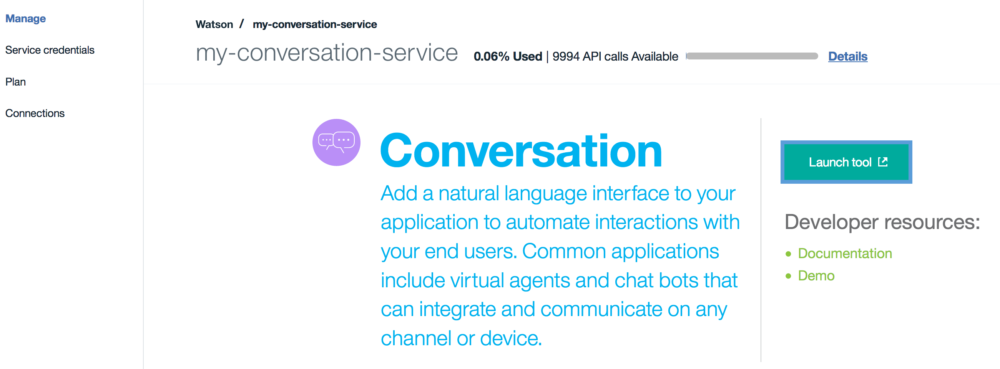 Manage
Service credentials
Plan
Connections
Watson / my-conversation-service
my-conversation-service 0.06% Used | 9994 API calls Available Details
Conversation
Add a natural language interface to your
application to automate interactions with
your end users. Common applications
include virtual agents and chat bots that
can integrate and communicate on any
channel or device.
Launch tool
Developer resources:
• Documentation
• Demo